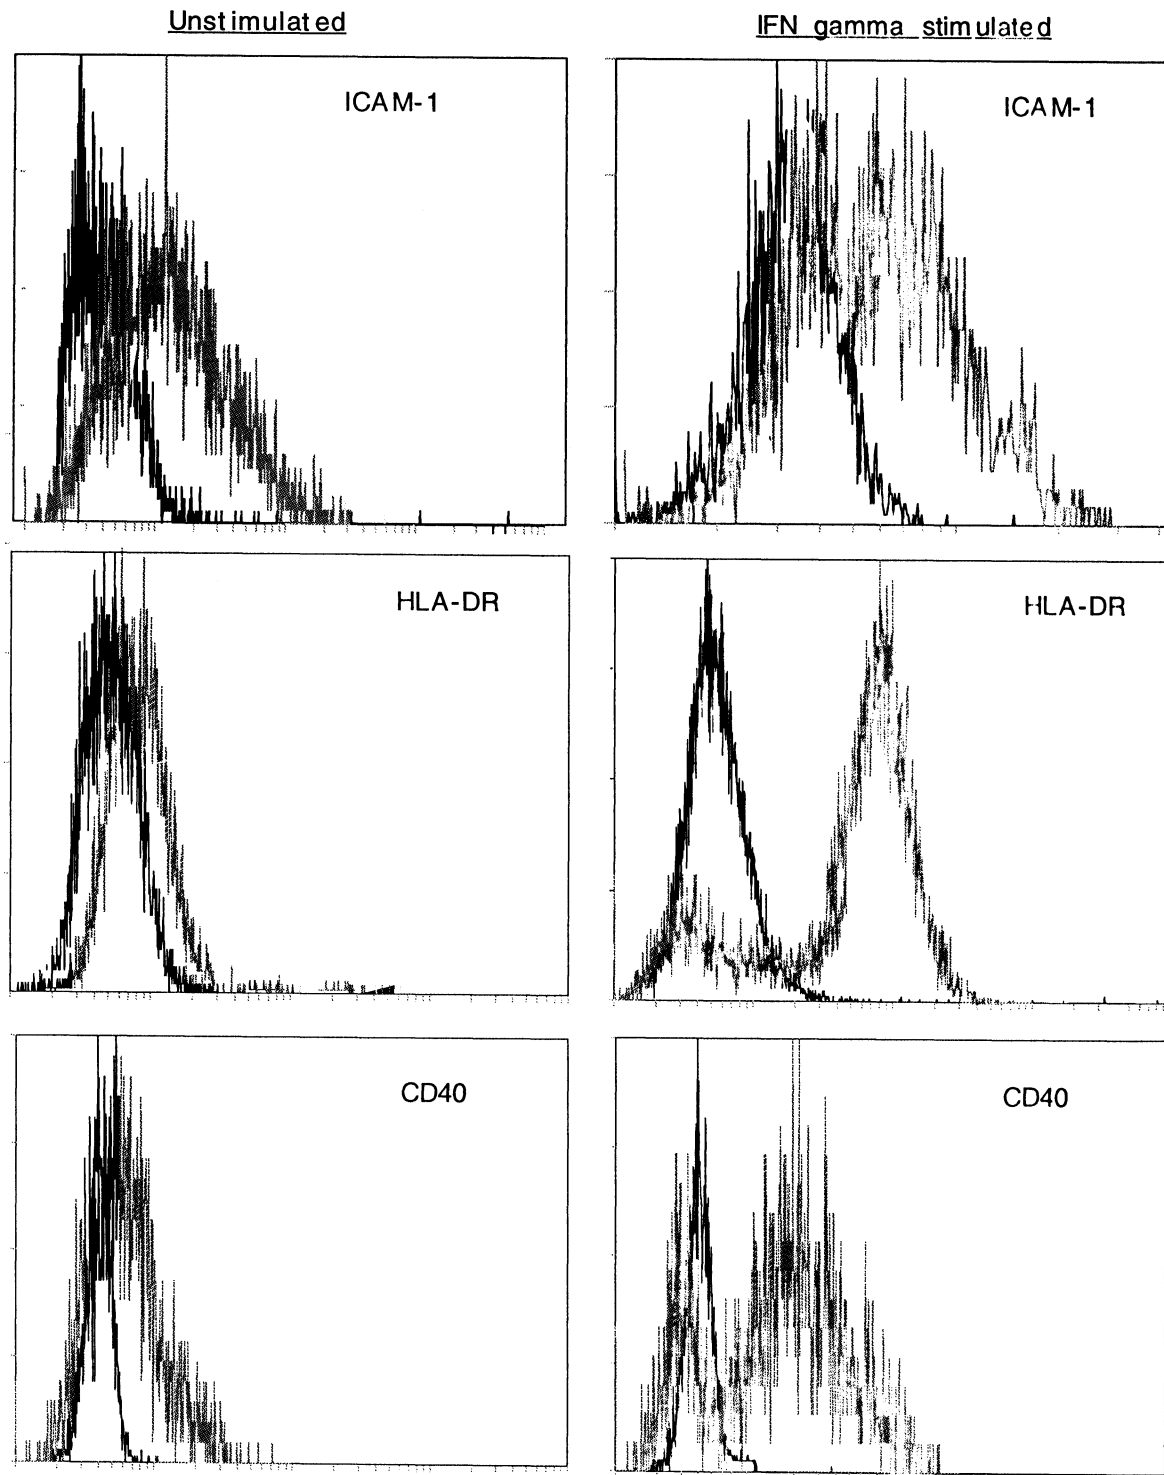 Unstimulated
IFN gamma stimulated
ICAM-1
ICAM-1
HLA-DR
HLA-DR
CD40
CD40